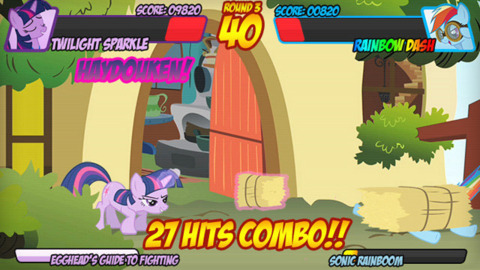 SCORE: 09820
ROUND 3
SCORE: 00820
40
TWILIGHT SPARKLE
RAINBOW DASH
HAYDOUKEN!
27 HITS COMBO!!
EGGHEAD'S GUIDE TO FIGHTING
SONIC RAINBOOM